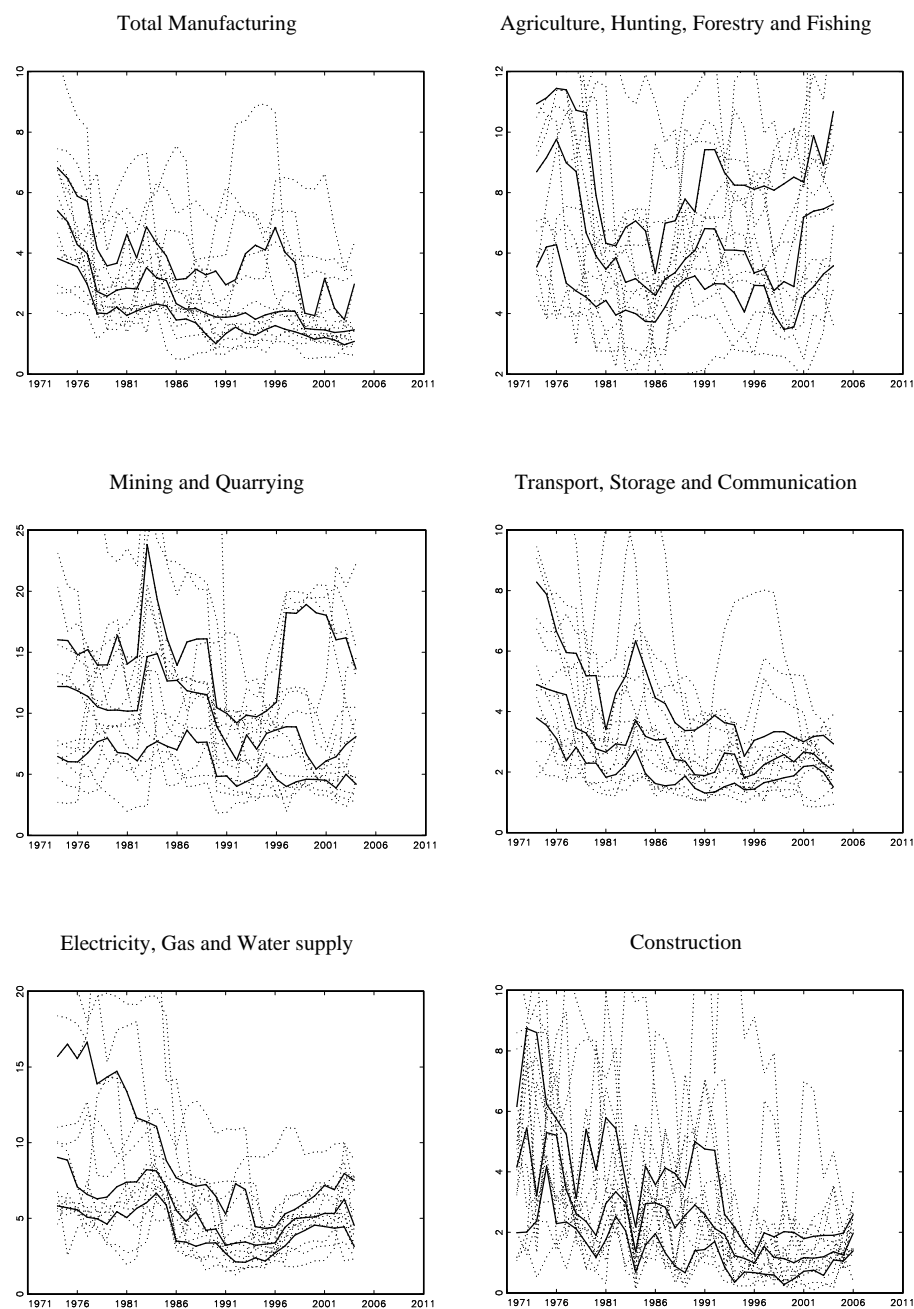 Total Manufacturing
Agriculture, Hunting, Forestry and Fishing
10
8
6
4
2
0
1971 1976 1981 1986 1991 1996 2001 2006 2011
12
10
8
6
4
2
1971 1976 1981 1986 1991 1996 2001 2006 2011
Mining and Quarrying
Transport, Storage and Communication
25
20
15
10
5
0
1971 1976 1981 1986 1991 1996 2001 2006 2011
10
8
6
4
2
0
1971 1976 1981 1986 1991 1996 2001 2006 2011
Electricity, Gas and Water supply
Construction
20
15
10
5
0
1971 1976 1981 1986 1991 1996 2001 2006 2011
10
8
6
4
2
0
1971 1976 1981 1986 1991 1996 2001 2006 2011